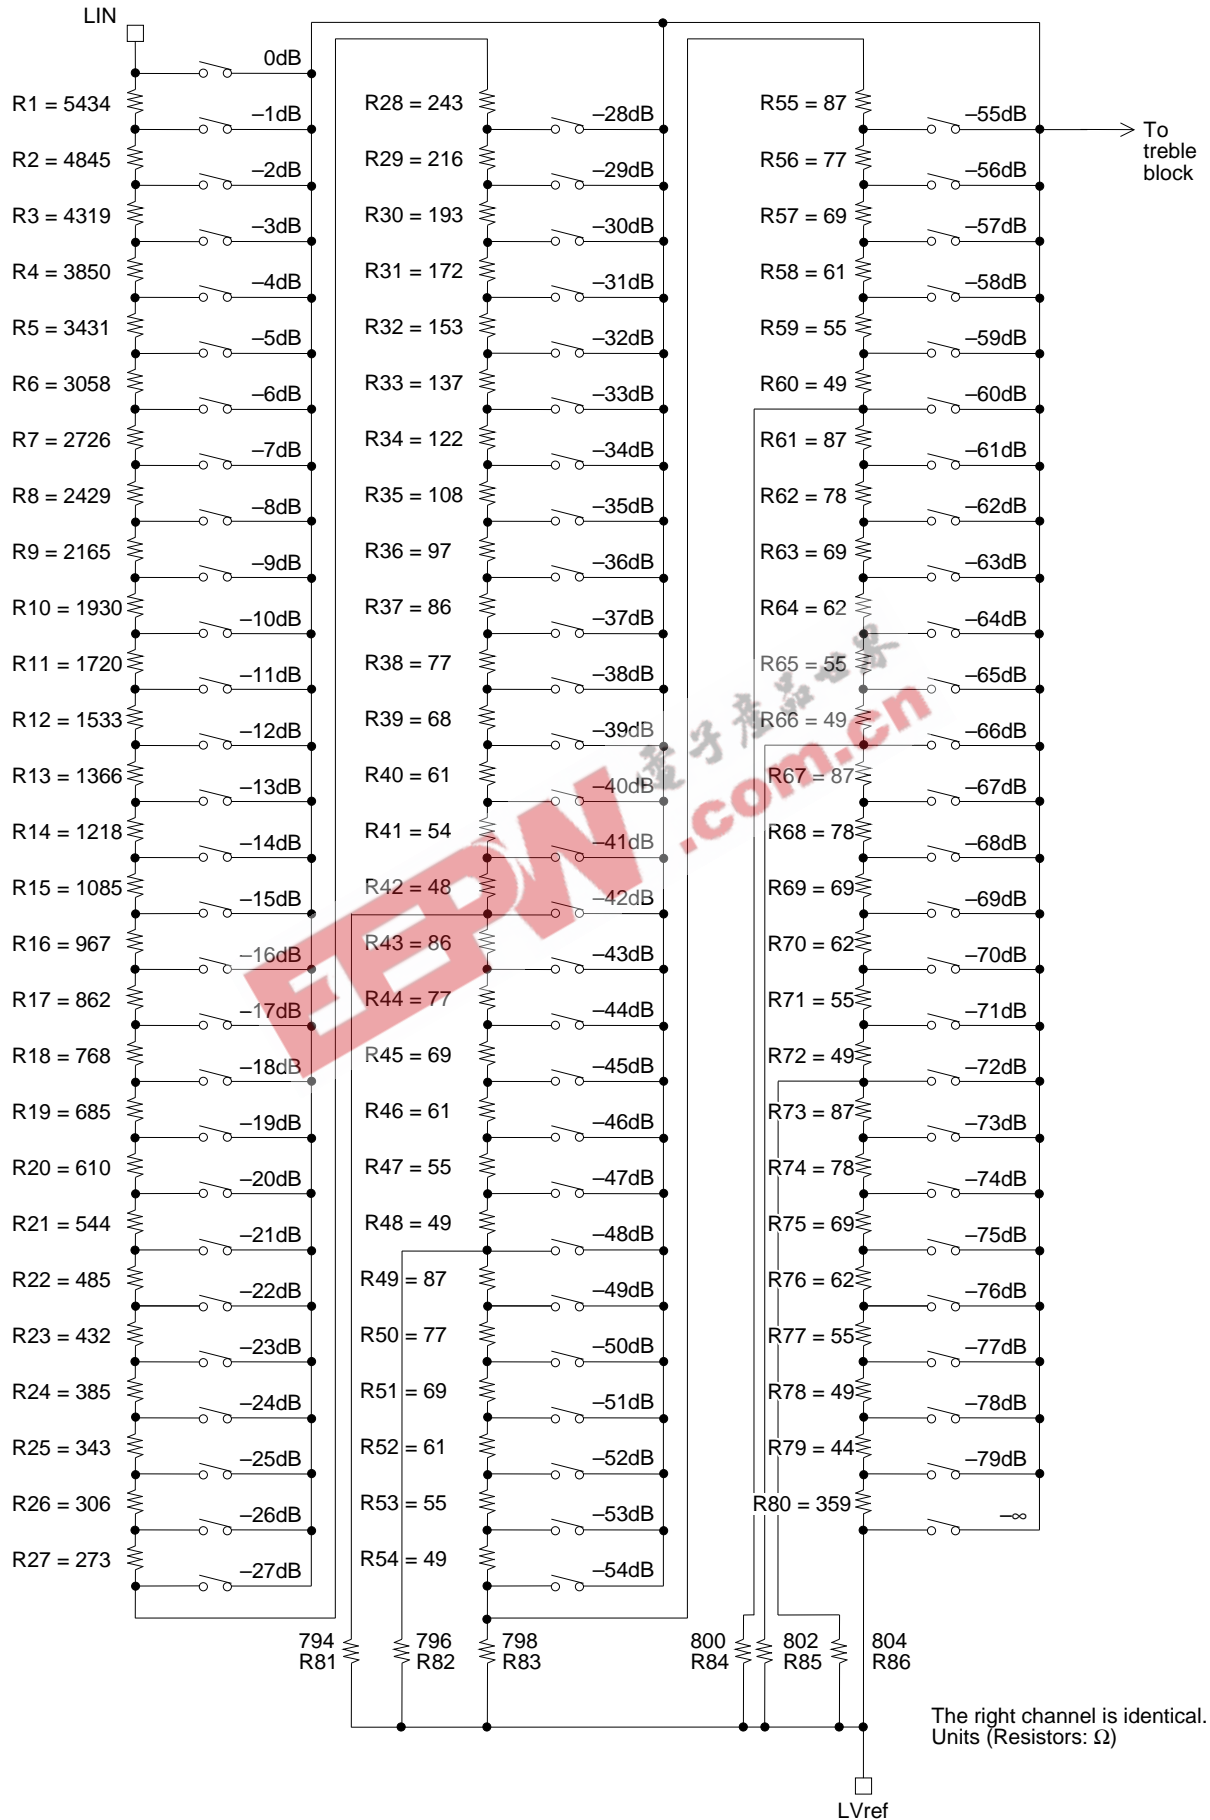 LIN
0dB
R1 = 5434
–1dB
R2 = 4845
–2dB
R3 = 4319
–3dB
R4 = 3850
–4dB
R5 = 3431
–5dB
R6 = 3058
–6dB
R7 = 2726
–7dB
R8 = 2429
–8dB
R9 = 2165
–9dB
R10 = 1930
–10dB
R11 = 1720
–11dB
R12 = 1533
–12dB
R13 = 1366
–13dB
R14 = 1218
–14dB
R15 = 1085
–15dB
R16 = 967
–16dB
R17 = 862
–17dB
R18 = 768
–18dB
R19 = 685
–19dB
R20 = 610
–20dB
R21 = 544
–21dB
R22 = 485
–22dB
R23 = 432
–23dB
R24 = 385
–24dB
R25 = 343
–25dB
R26 = 306
–26dB
R27 = 273
–27dB
R28 = 243
–28dB
R29 = 216
–29dB
R30 = 193
–30dB
R31 = 172
–31dB
R32 = 153
–32dB
R33 = 137
–33dB
R34 = 122
–34dB
R35 = 108
–35dB
R36 = 97
–36dB
R37 = 86
–37dB
R38 = 77
–38dB
R39 = 68
–39dB
R40 = 61
–40dB
R41 = 54
–41dB
R42 = 48
–42dB
R43 = 86
–43dB
R44 = 77
–44dB
R45 = 69
–45dB
R46 = 61
–46dB
R47 = 55
–47dB
R48 = 49
–48dB
R49 = 87
–49dB
R50 = 77
–50dB
R51 = 69
–51dB
R52 = 61
–52dB
R53 = 55
–53dB
R54 = 49
–54dB
R55 = 87
–55dB
R56 = 77
–56dB
R57 = 69
–57dB
R58 = 61
–58dB
R59 = 55
–59dB
R60 = 49
–60dB
R61 = 87
–61dB
R62 = 78
–62dB
R63 = 69
–63dB
R64 = 62
–64dB
R65 = 55
–65dB
R66 = 49
–66dB
R67 = 87
–67dB
R68 = 78
–68dB
R69 = 69
–69dB
R70 = 62
–70dB
R71 = 55
–71dB
R72 = 49
–72dB
R73 = 87
–73dB
R74 = 78
–74dB
R75 = 69
–75dB
R76 = 62
–76dB
R77 = 55
–77dB
R78 = 49
–78dB
R79 = 44
–79dB
R80 = 359
–∞
To
treble
block
794
R81
796
R82
798
R83
800
R84
802
R85
804
R86
The right channel is identical.
Units (Resistors: Ω)
LVref
EEPW
.com.cn
電子產品世界